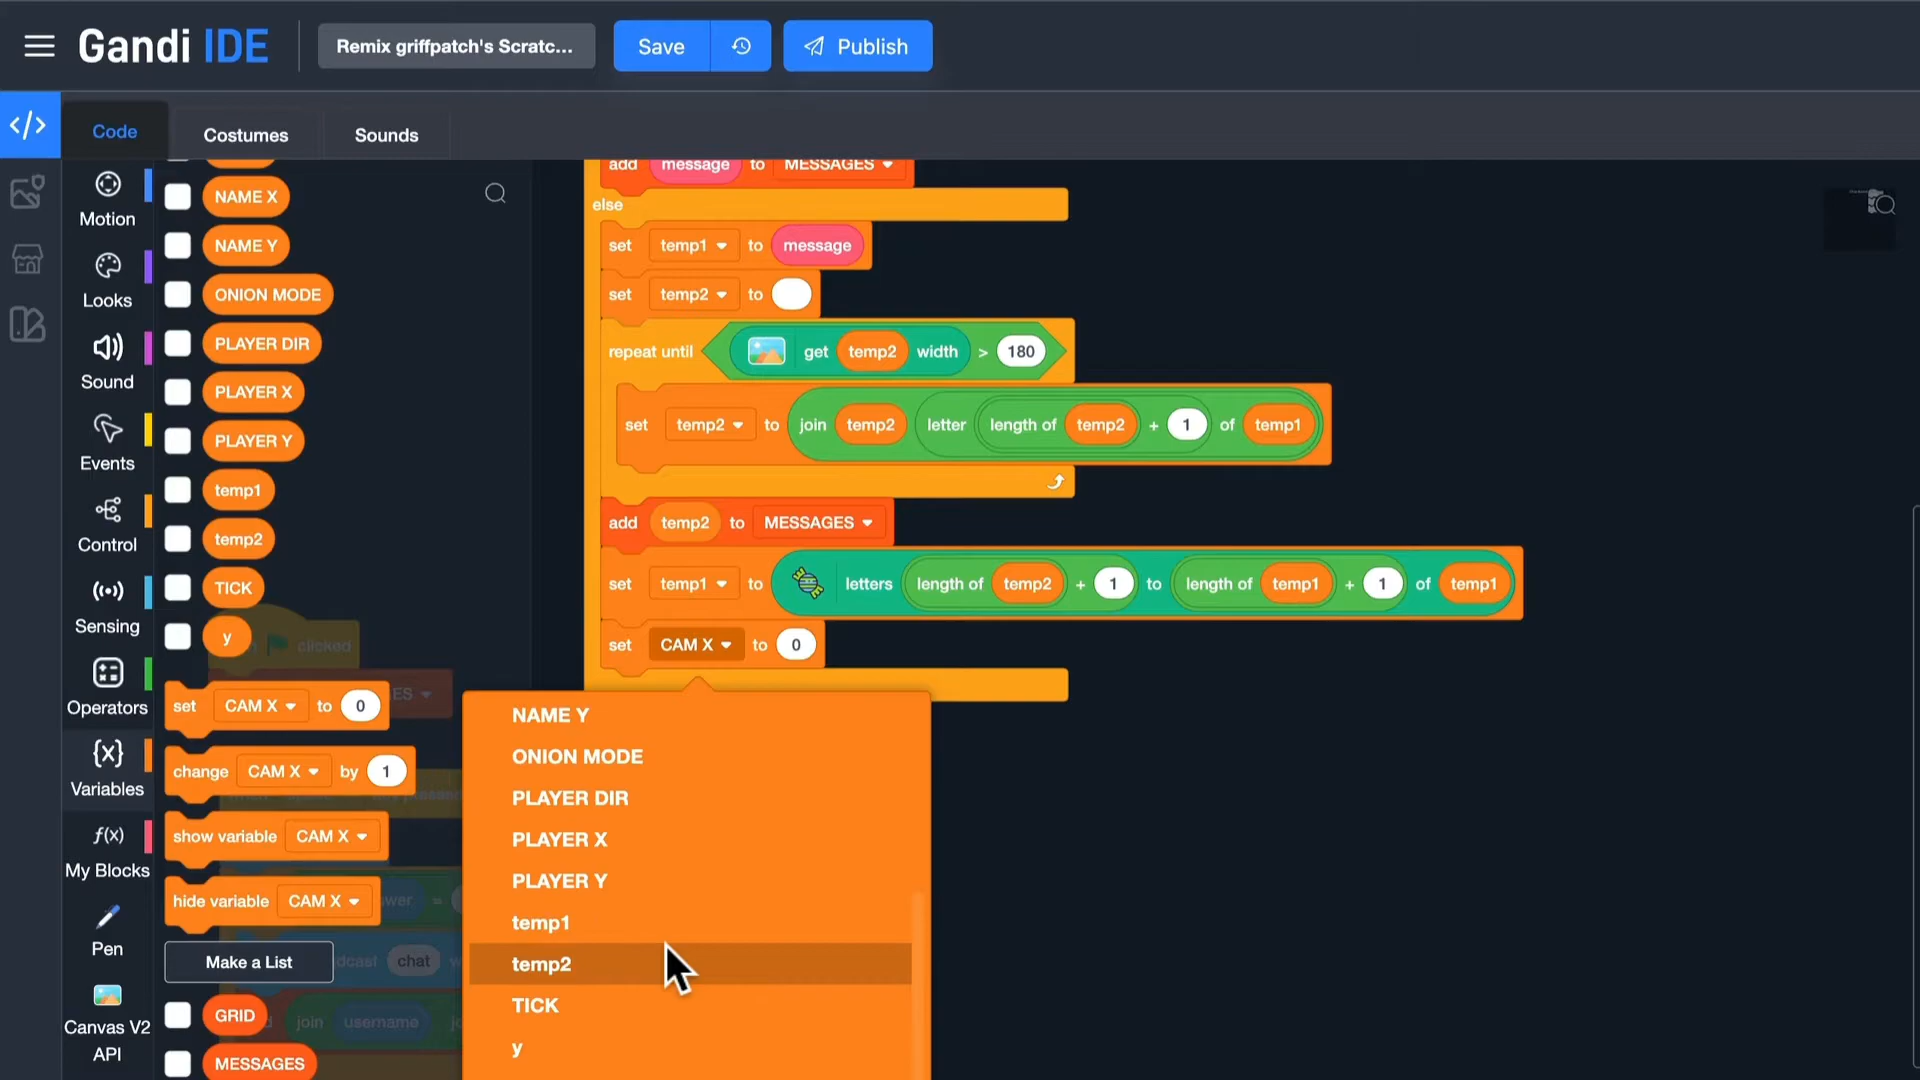 Gandi IDE
Remix griffpatch's Scratc...
Save
Publish
Code
Costumes
Sounds
Motion
Looks
Sound
Events
Control
Sensing
Operators
Variables
f(x)
My Blocks
Pen
Canvas V2
API
NAME X
NAME Y
ONION MODE
PLAYER DIR
PLAYER X
PLAYER Y
temp1
temp2
TICK
y
set CAM X to 0
change CAM X by 1
show variable CAM X
hide variable CAM X
Make a List
GRID
MESSAGES
clicked
chat
join username
add message to MESSAGES
else
set temp1 to message
set temp2 to
repeat until get temp2 width > 180
set temp2 to join temp2 letter length of temp2 + 1 of temp1
add temp2 to MESSAGES
set temp1 to letters length of temp2 + 1 to length of temp1 + 1 of temp1
set CAM X to 0
NAME Y
ONION MODE
PLAYER DIR
PLAYER X
PLAYER Y
temp1
temp2
TICK
y